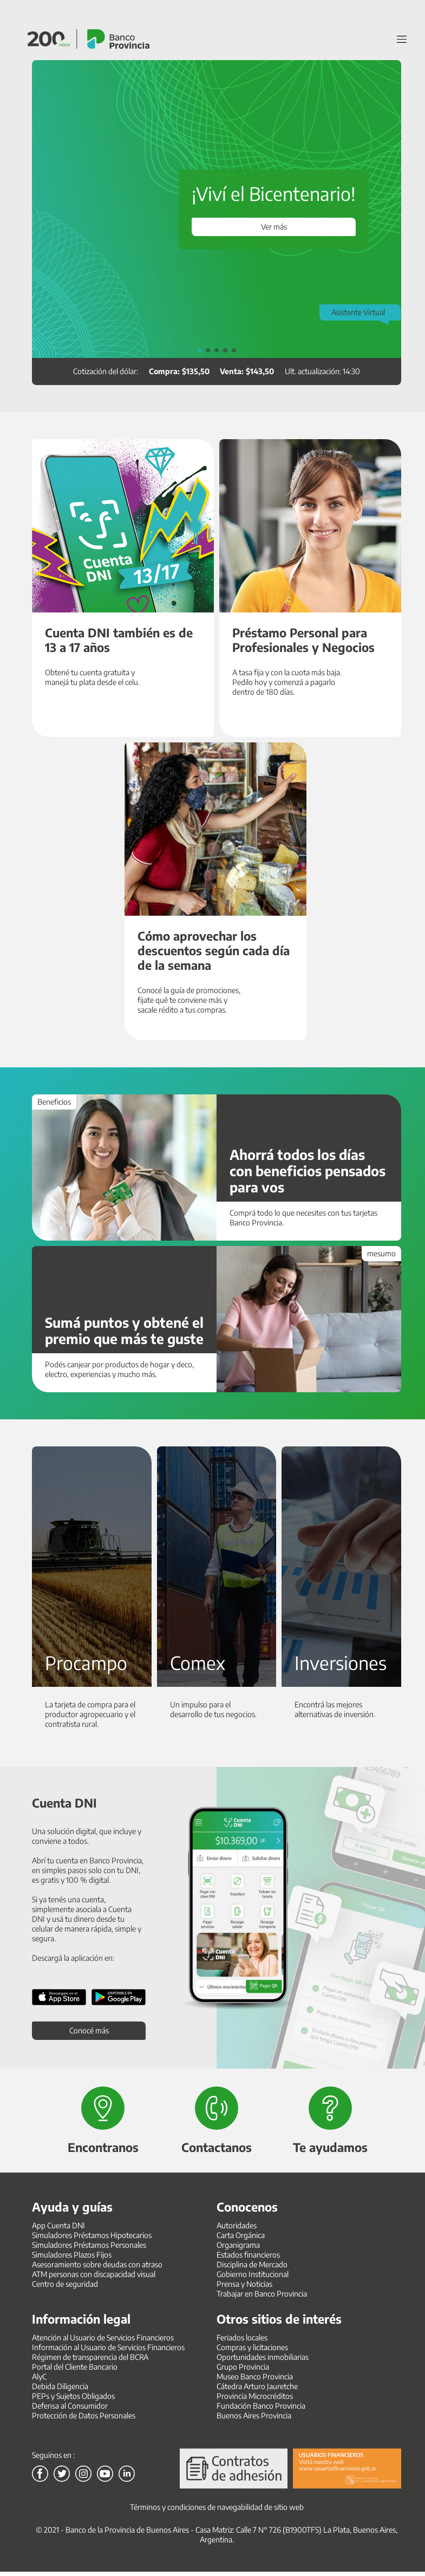 200 AÑOS
Banco
Provincia
¡Viví el Bicentenario!
Ver más
Asistente Virtual
Cotización del dólar: Compra: $135,50 Venta: $143,50 Ult. actualización: 14:30
Cuenta
DNI
13/17
Cuenta DNI también es de
13 a 17 años
Obtené tu cuenta gratuita y
manejá tu plata desde el celu.
Préstamo Personal para
Profesionales y Negocios
A tasa fija y con la cuota más baja.
Pedilo hoy y comenzá a pagarlo
dentro de 180 días.
Cómo aprovechar los
descuentos según cada día
de la semana
Conocé la guía de promociones,
fijate qué te conviene más y
sacale rédito a tus compras.
Beneficios
Ahorrá todos los días
con beneficios pensados
para vos
Comprá todo lo que necesites con tus tarjetas
Banco Provincia.
mesumo
Sumá puntos y obtené el
premio que más te guste
Podés canjear por productos de hogar y deco,
electro, experiencias y mucho más.
Procampo
La tarjeta de compra para el
productor agropecuario y el
contratista rural.
Comex
Un impulso para el
desarrollo de tus negocios.
Inversiones
Encontrá las mejores
alternativas de inversión.
Cuenta DNI
Una solución digital, que incluye y
conviene a todos.
Abrí tu cuenta en Banco Provincia,
en simples pasos solo con tu DNI,
es gratis y 100 % digital.
Si ya tenés una cuenta,
simplemente asociala a Cuenta
DNI y usá tu dinero desde tu
celular de manera rápida, simple y
segura.
Descargá la aplicación en:
App Store
Google Play
Conocé más
Cuenta
DNI
$10.369,00
Enviar dinero
Solicitar dinero
Transferir
Cuenta
DNI
Últimos movimientos
Pagar QR
Encontranos
Contactanos
Te ayudamos
Ayuda y guías
App Cuenta DNI
Simuladores Préstamos Hipotecarios
Simuladores Préstamos Personales
Simuladores Plazos Fijos
Asesoramiento sobre deudas con atraso
ATM personas con discapacidad visual
Centro de seguridad
Conocenos
Autoridades
Carta Orgánica
Organigrama
Estados financieros
Disciplina de Mercado
Gobierno Institucional
Prensa y Noticias
Trabajar en Banco Provincia
Información legal
Atención al Usuario de Servicios Financieros
Información al Usuario de Servicios Financieros
Régimen de transparencia del BCRA
Portal del Cliente Bancario
AlyC
Debida Diligencia
PEPs y Sujetos Obligados
Defensa al Consumidor
Protección de Datos Personales
Otros sitios de interés
Feriados locales
Compras y licitaciones
Oportunidades inmobiliarias
Grupo Provincia
Museo Banco Provincia
Cátedra Arturo Jauretche
Provincia Microcréditos
Fundación Banco Provincia
Buenos Aires Provincia
Seguinos en :
Contratos
de adhesión
USUARIOS FINANCIEROS
Visitá nuestra web
www.usuariosfinancieros.gob.ar
Términos y condiciones de navegabilidad de sitio web
© 2021 - Banco de la Provincia de Buenos Aires - Casa Matriz: Calle 7 N° 726 (B1900TFS) La Plata, Buenos Aires,
Argentina.